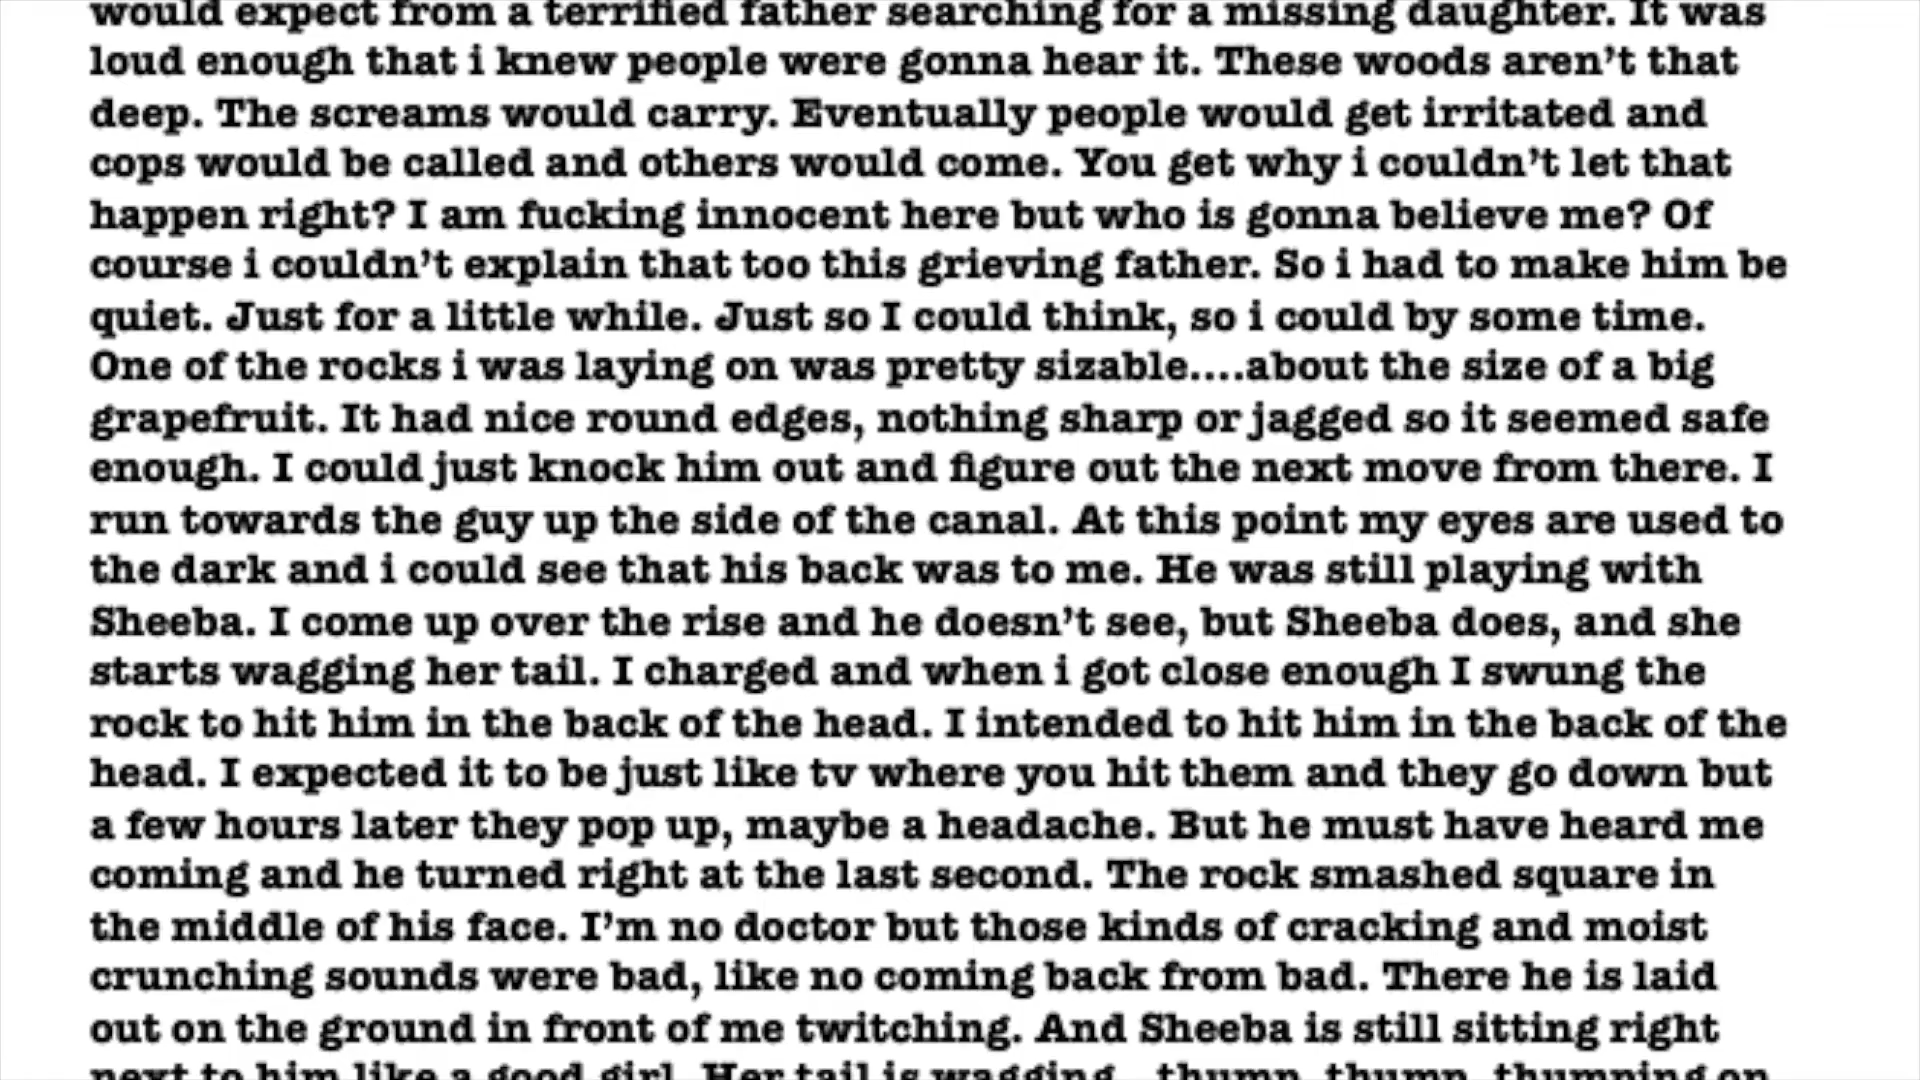 would expect from a terrified father searching for a missing daughter. It was
loud enough that i knew people were gonna hear it. These woods aren’t that
deep. The screams would carry. Eventually people would get irritated and
cops would be called and others would come. You get why i couldn’t let that
happen right? I am fucking innocent here but who is gonna believe me? Of
course i couldn’t explain that too this grieving father. So i had to make him be
quiet. Just for a little while. Just so I could think, so i could by some time.
One of the rocks i was laying on was pretty sizable....about the size of a big
grapefruit. It had nice round edges, nothing sharp or jagged so it seemed safe
enough. I could just knock him out and figure out the next move from there. I
run towards the guy up the side of the canal. At this point my eyes are used to
the dark and i could see that his back was to me. He was still playing with
Sheeba. I come up over the rise and he doesn’t see, but Sheeba does, and she
starts wagging her tail. I charged and when i got close enough I swung the
rock to hit him in the back of the head. I intended to hit him in the back of the
head. I expected it to be just like tv where you hit them and they go down but
a few hours later they pop up, maybe a headache. But he must have heard me
coming and he turned right at the last second. The rock smashed square in
the middle of his face. I’m no doctor but those kinds of cracking and moist
crunching sounds were bad, like no coming back from bad. There he is laid
out on the ground in front of me twitching. And Sheeba is still sitting right
next to him like a good girl. Her tail is wagging...thump, thump, thumping on